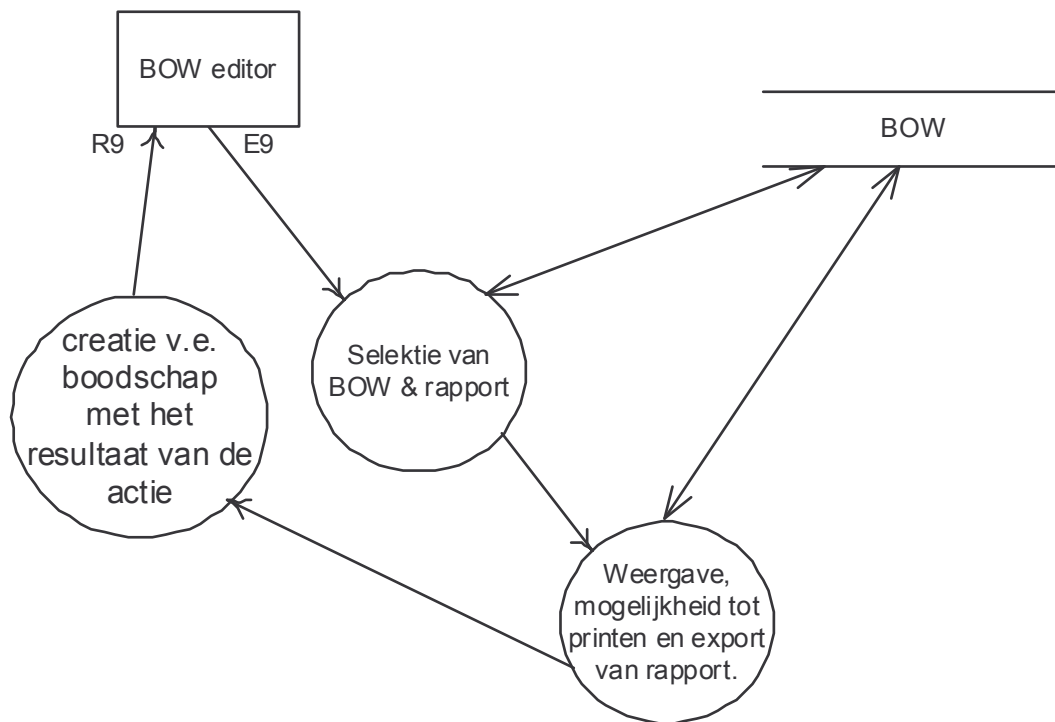 BOW editor
BOW
R9
E9
Selektie van
BOW & rapport
creatie v.e.
boodschap
met het
resultaat van de
actie
Weergave,
mogelijkheid tot
printen en export
van rapport.